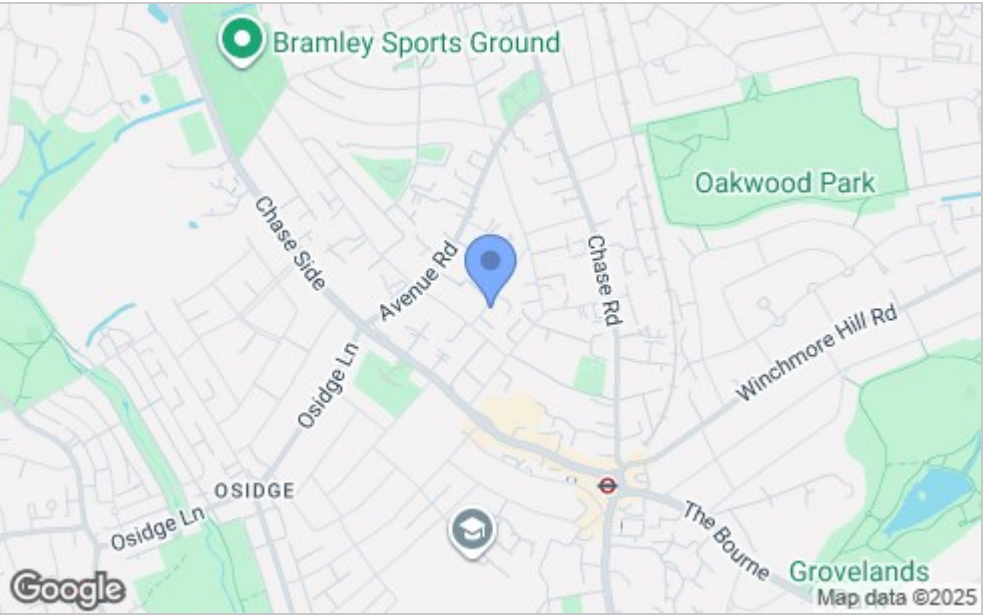 Bramley Sports Ground
Oakwood Park
Chase Side
Avenue Rd
Chase Rd
Winchmore Hill Rd
Osidge Ln
OSIDGE
Osidge Ln
The Bourne
Grovelands
Google
Map data ©2025